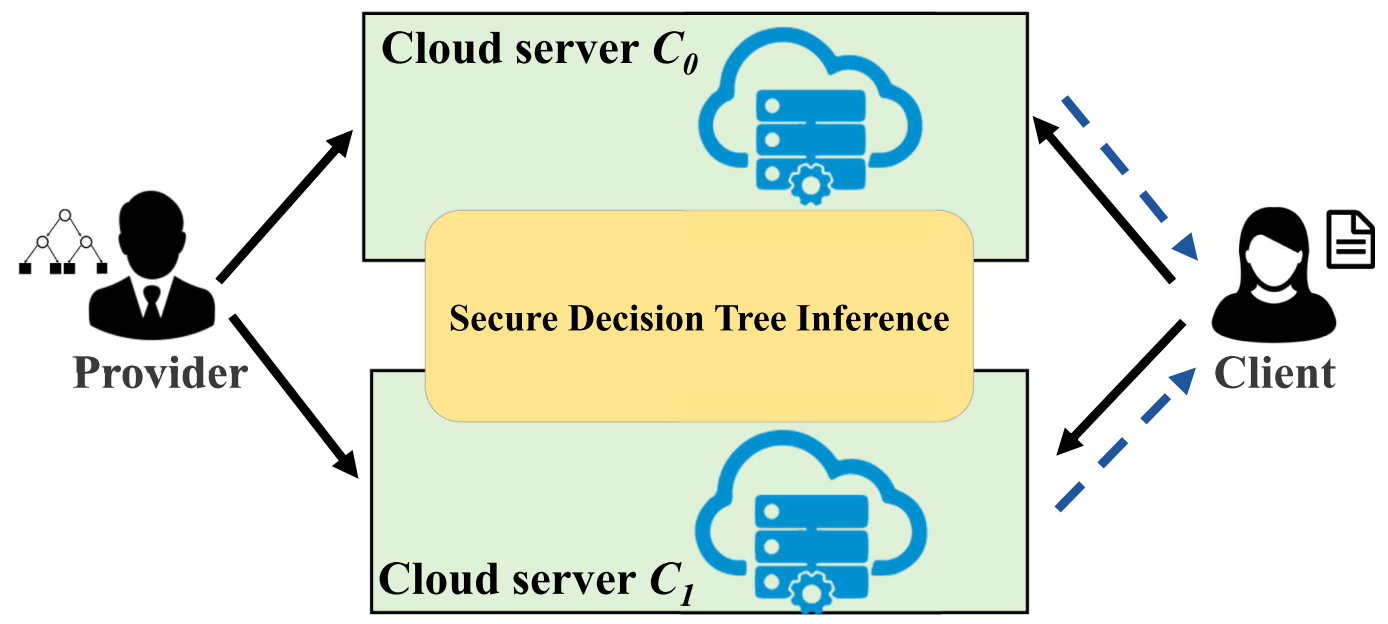 Cloud server C0
Secure Decision Tree Inference
Provider
Client
Cloud server C1